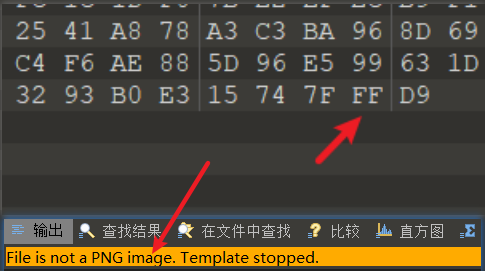 25 41 A8 78 A3 C3 BA 96 8D 69
C4 F6 AE 88 5D 96 E5 99 63 1D
32 93 B0 E3 15 74 7F FF D9
输出 查找结果 在文件中查找 比较 直方图
File is not a PNG image. Template stopped.